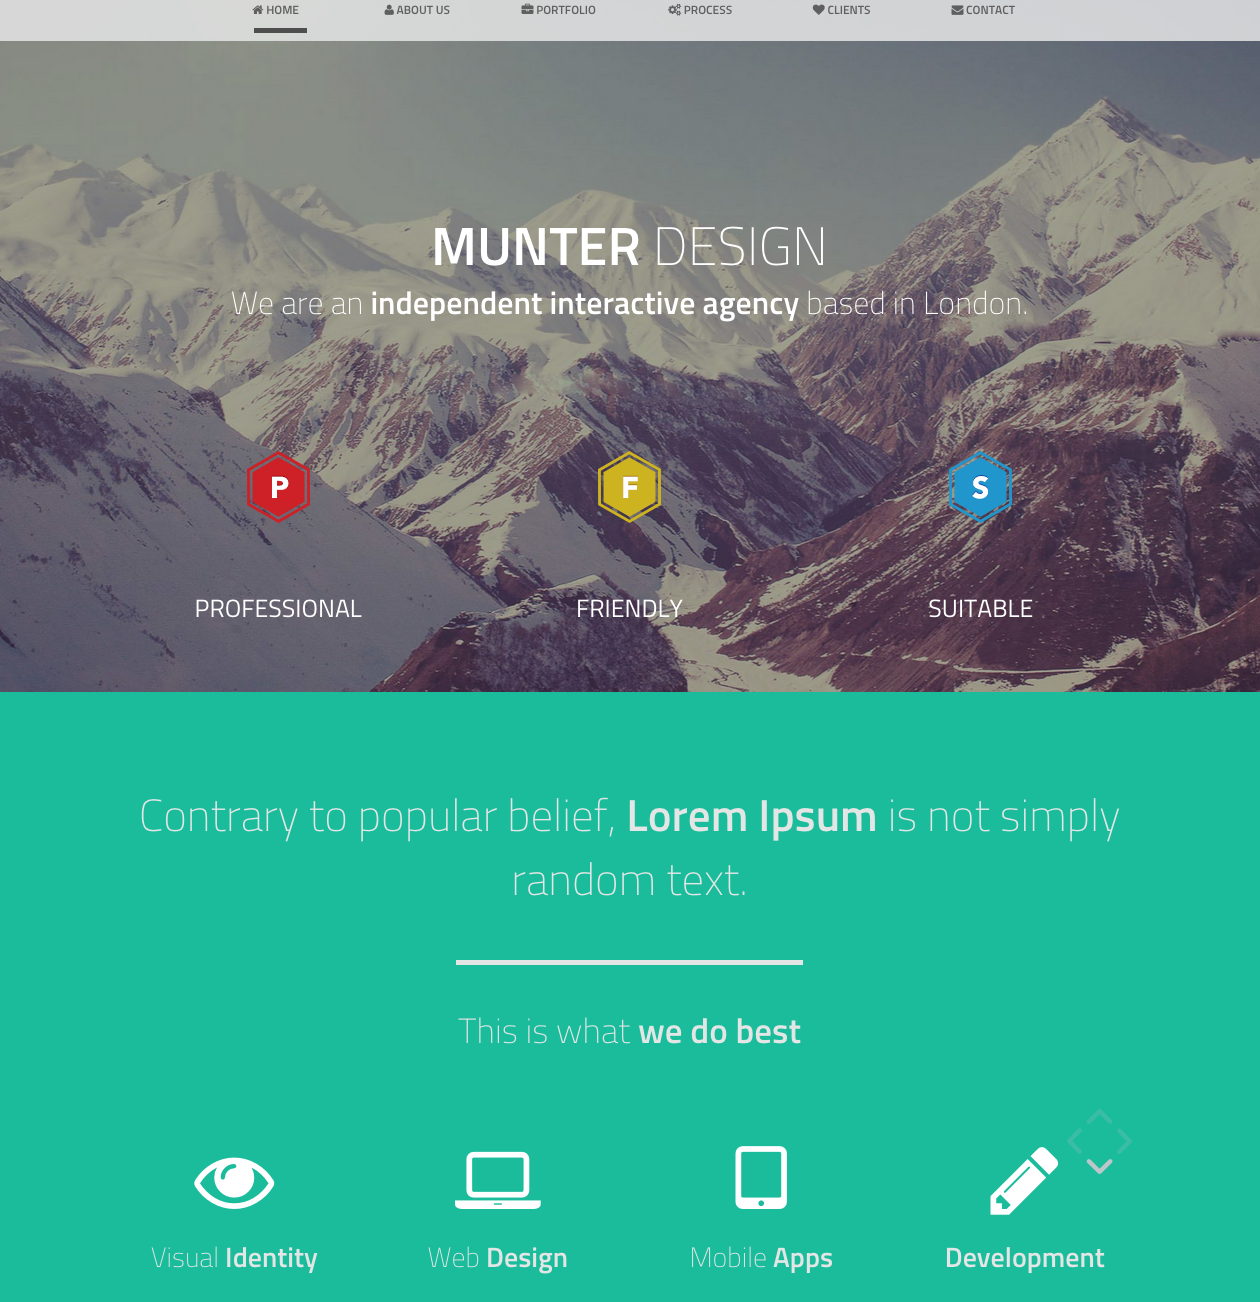 HOME ABOUT US PORTFOLIO PROCESS CLIENTS CONTACT
MUNTER DESIGN
We are an independent interactive agency based in London.
P F S
PROFESSIONAL FRIENDLY SUITABLE
Contrary to popular belief, Lorem Ipsum is not simply
random text.
This is what we do best
Visual Identity Web Design Mobile Apps Development